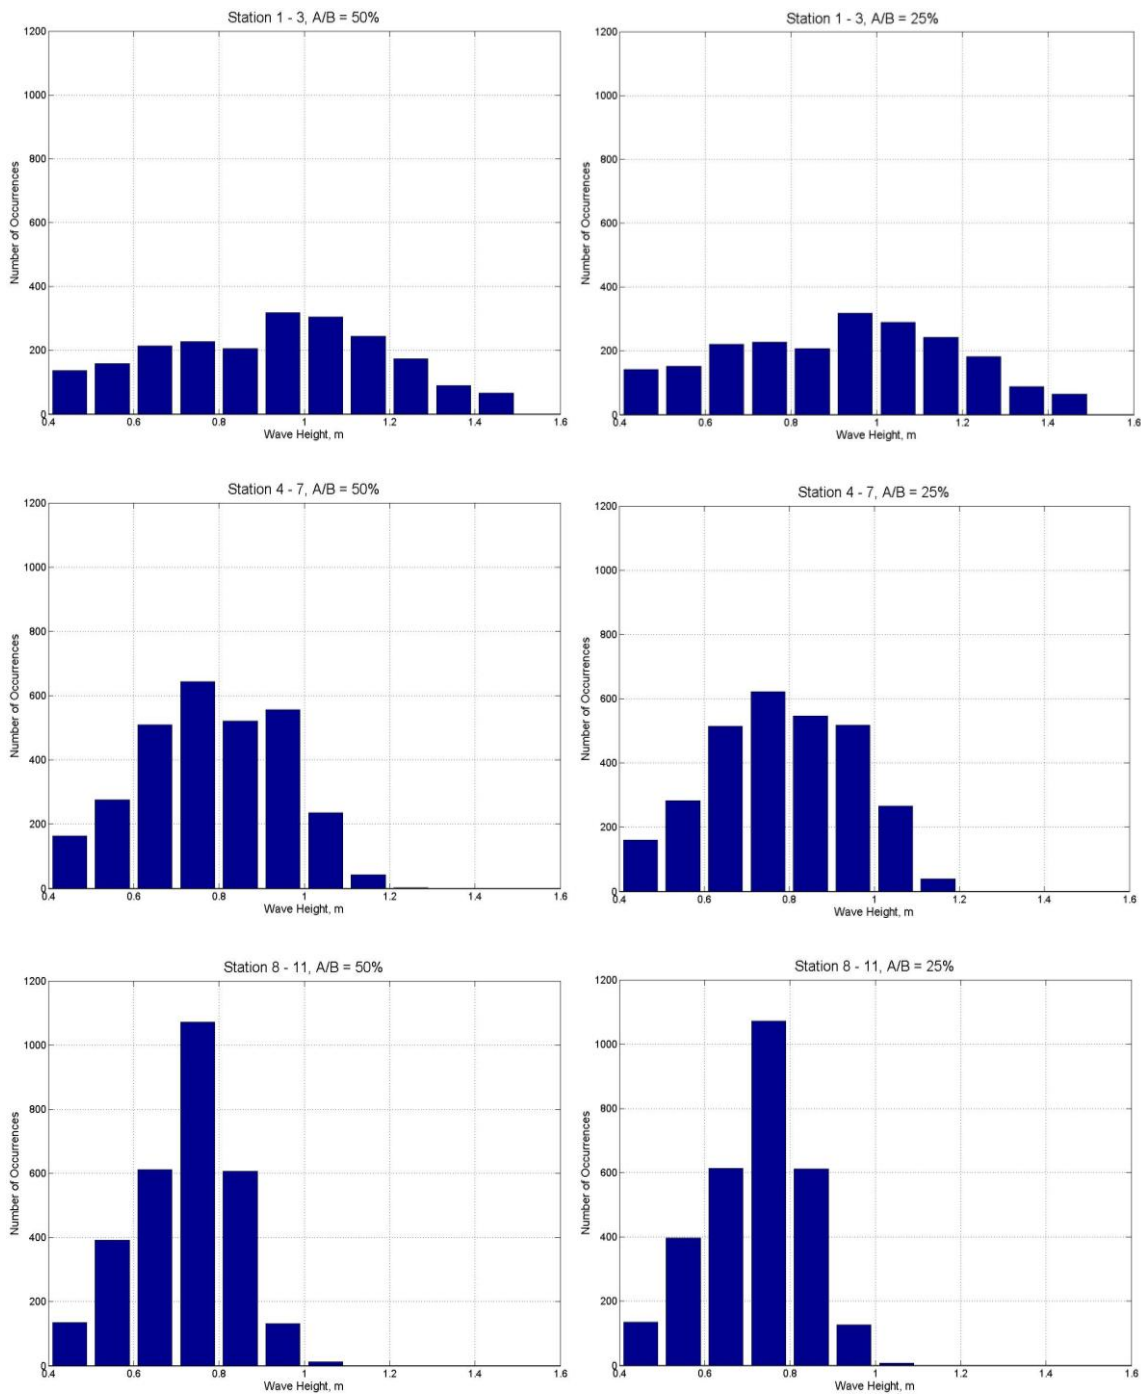 Station 1 - 3, A/B = 50%
1200
1000
800
600
400
200
0
Number of Occurrences
0.4 0.6 0.8 1 1.2 1.4 1.6
Wave Height, m
Station 1 - 3, A/B = 25%
1200
1000
800
600
400
200
0
Number of Occurrences
0.4 0.6 0.8 1 1.2 1.4 1.6
Wave Height, m
Station 4 - 7, A/B = 50%
1200
1000
800
600
400
200
0
Number of Occurrences
0.4 0.6 0.8 1 1.2 1.4 1.6
Wave Height, m
Station 4 - 7, A/B = 25%
1200
1000
800
600
400
200
0
Number of Occurrences
0.4 0.6 0.8 1 1.2 1.4 1.6
Wave Height, m
Station 8 - 11, A/B = 50%
1200
1000
800
600
400
200
0
Number of Occurrences
0.4 0.6 0.8 1 1.2 1.4 1.6
Wave Height, m
Station 8 - 11, A/B = 25%
1200
1000
800
600
400
200
0
Number of Occurrences
0.4 0.6 0.8 1 1.2 1.4 1.6
Wave Height, m